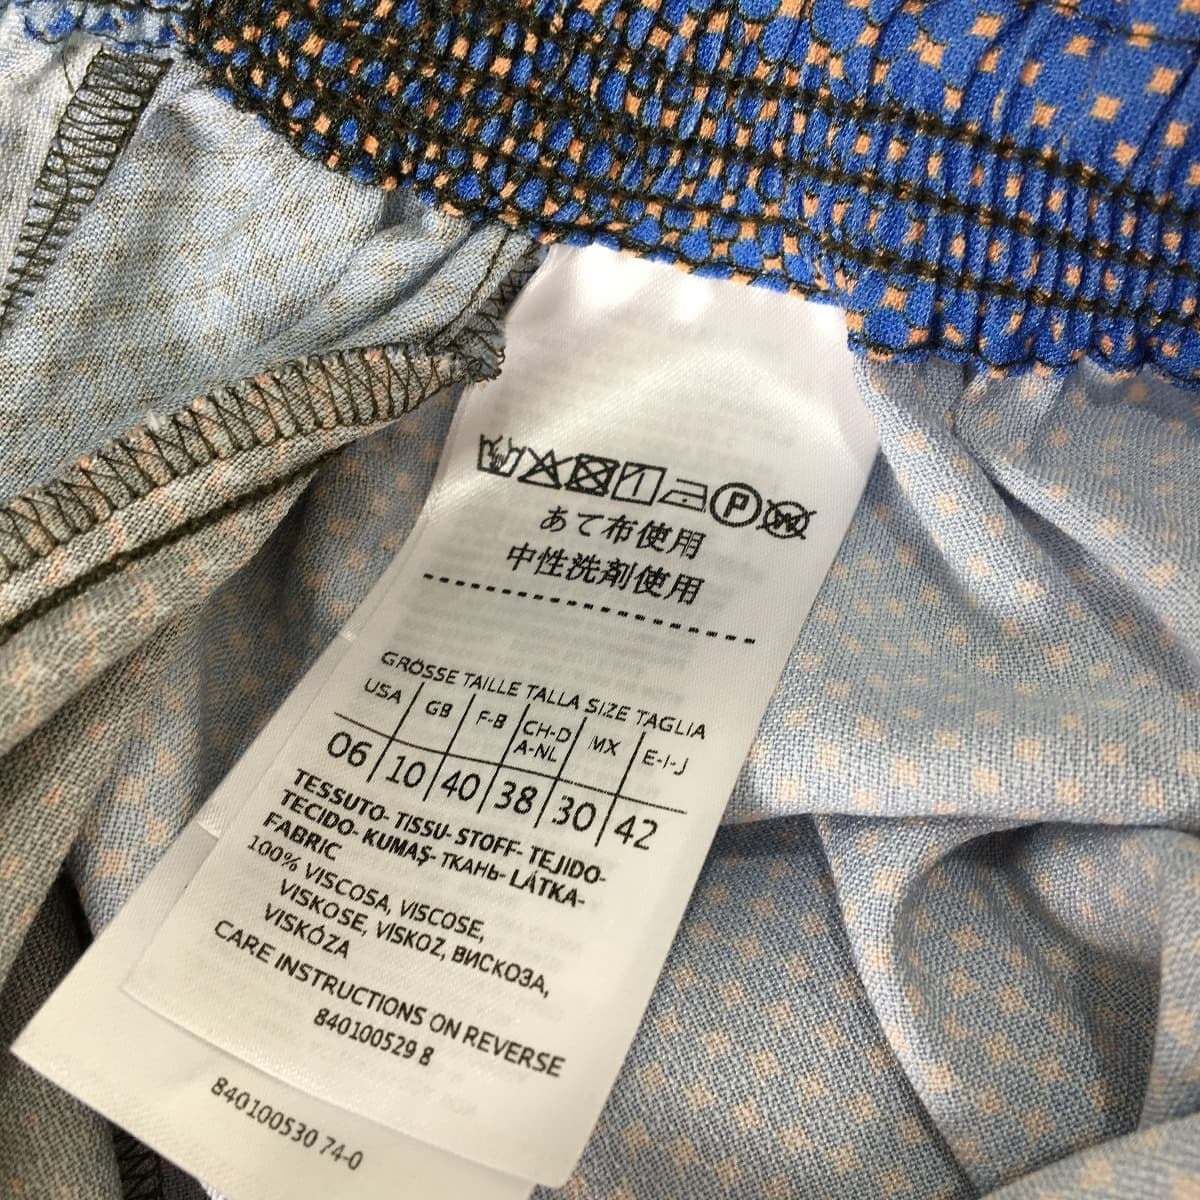 P W
あて布使用
中性洗剤使用
GRÖSSE TAILLE TALLA SIZE TAGLIA
USA GB F-B CH-D A-NL MX E-I-J
06 10 40 38 30 42
TESSUTO- TISSU- STOFF- TEJIDO-
TECIDO- KUMAŞ- ТКАНЬ- LÁTKA-
FABRIC
100% VISCOSA, VISCOSE,
VISKOSE, VISKOZ, ВИСКОЗА,
VISKÓZA
CARE INSTRUCTIONS ON REVERSE
840100529 8
840100530 74-0